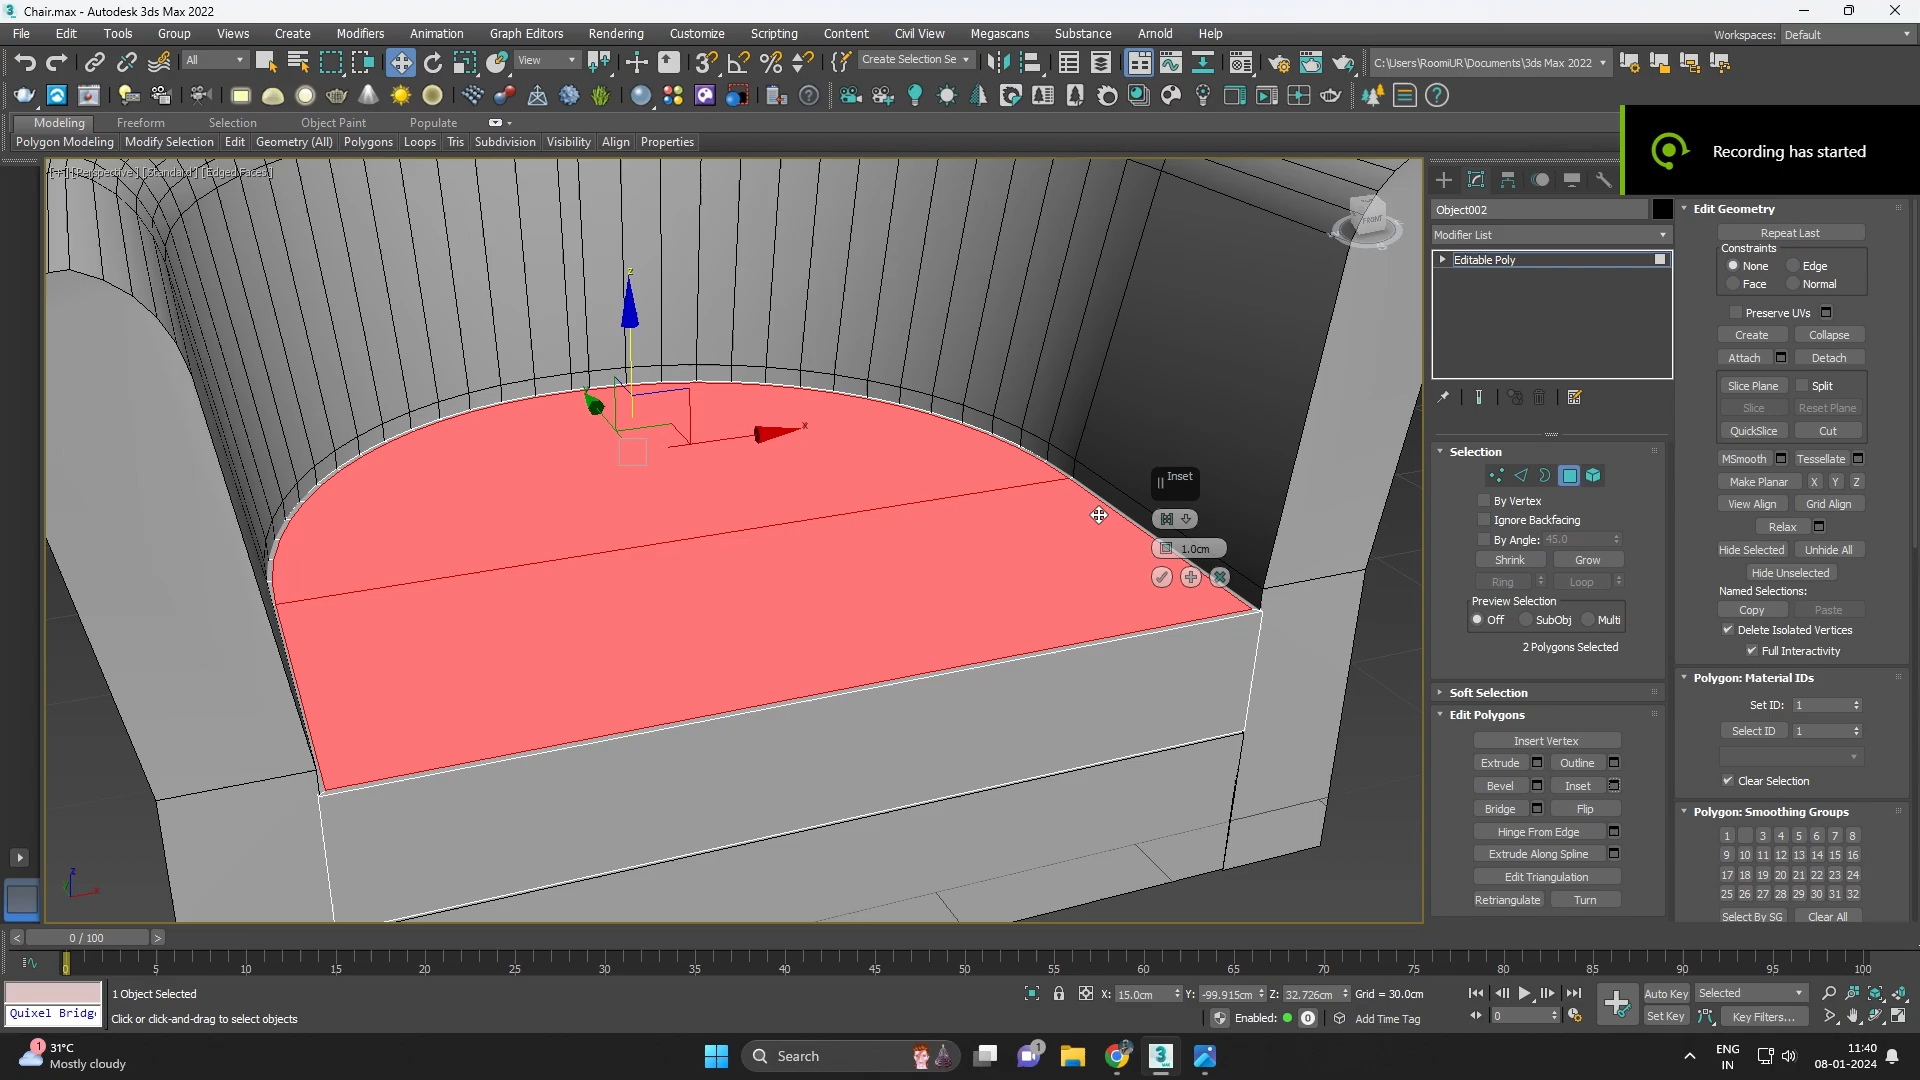 Chair.max - Autodesk 3ds Max 2022
File Edit Tools Group Views Create Modifiers Animation Graph Editors Rendering Customize Scripting Content Civil View Megascans Substance Arnold Help Workspaces: Default
All View Create Selection Se C:\Users\RoomiUR\Documents\3ds Max 2022
Modeling Freeform Selection Object Paint Populate
Polygon Modeling Modify Selection Edit Geometry (All) Polygons Loops Tris Subdivision Visibility Align Properties
Recording has started
[+] [Perspective] [Standard] [Edged Faces]
FRONT
z
x
Inset
1.0cm
Object002
Modifier List
Editable Poly
Selection
By Vertex
Ignore Backfacing
By Angle: 45.0
Shrink Grow
Ring Loop
Preview Selection
Off SubObj Multi
2 Polygons Selected
Soft Selection
Edit Polygons
Insert Vertex
Extrude Outline
Bevel Inset
Bridge Flip
Hinge From Edge
Extrude Along Spline
Edit Triangulation
Retriangulate Turn
Edit Geometry
Repeat Last
Constraints
None Edge
Face Normal
Preserve UVs
Create Collapse
Attach Detach
Slice Plane Split
Slice Reset Plane
QuickSlice Cut
MSmooth Tessellate
Make Planar X Y Z
View Align Grid Align
Relax
Hide Selected Unhide All
Hide Unselected
Named Selections:
Copy Paste
Delete Isolated Vertices
Full Interactivity
Polygon: Material IDs
Set ID: 1
Select ID 1
Clear Selection
Polygon: Smoothing Groups
1 3 4 5 6 7 8
9 10 11 12 13 14 15 16
17 18 19 20 21 22 23 24
25 26 27 28 29 30 31 32
Select By SG Clear All
0 / 100
0 5 10 15 20 25 30 35 40 45 50 55 60 65 70 75 80 85 90 95 100
1 Object Selected X: 15.0cm Y: -99.915cm Z: 32.726cm Grid = 30.0cm Auto Key Selected
Quixel Bridge Click or click-and-drag to select objects Enabled: 0 Add Time Tag 0 Set Key Key Filters...
1 31°C
Mostly cloudy
Search
1
ENG
IN
11:40
08-01-2024